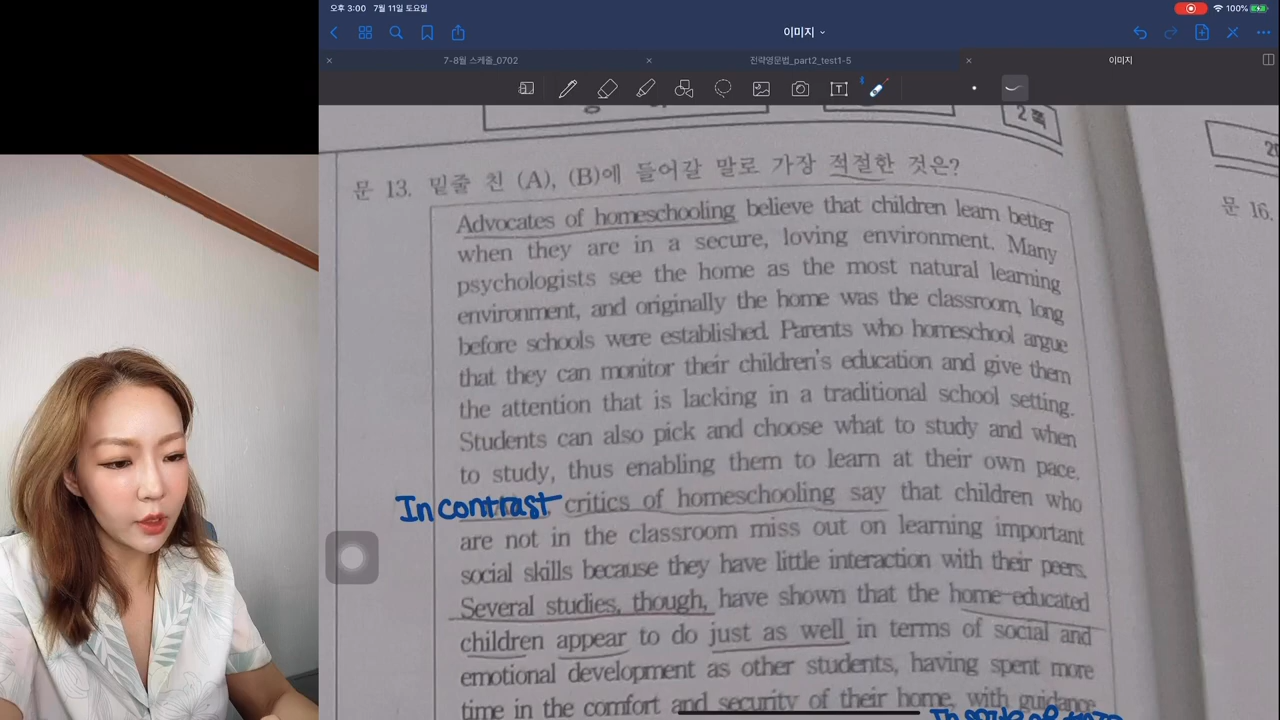 오후 3:00 7월 11일 토요일 100%
이미지
7-8월 스케줄_0702 전략영문법_part2_test1-5 이미지
2쪽
문 13. 밑줄 친 (A), (B)에 들어갈 말로 가장 적절한 것은?
문 16.
Advocates of homeschooling believe that children learn better
when they are in a secure, loving environment. Many
psychologists see the home as the most natural learning
environment, and originally the home was the classroom, long
before schools were established. Parents who homeschool argue
that they can monitor their children's education and give them
the attention that is lacking in a traditional school setting.
Students can also pick and choose what to study and when
to study, thus enabling them to learn at their own pace.
In contrast critics of homeschooling say that children who
are not in the classroom miss out on learning important
social skills because they have little interaction with their peers.
Several studies, though, have shown that the home-educated
children appear to do just as well in terms of social and
emotional development as other students, having spent more
time in the comfort and security of their home, with guidance